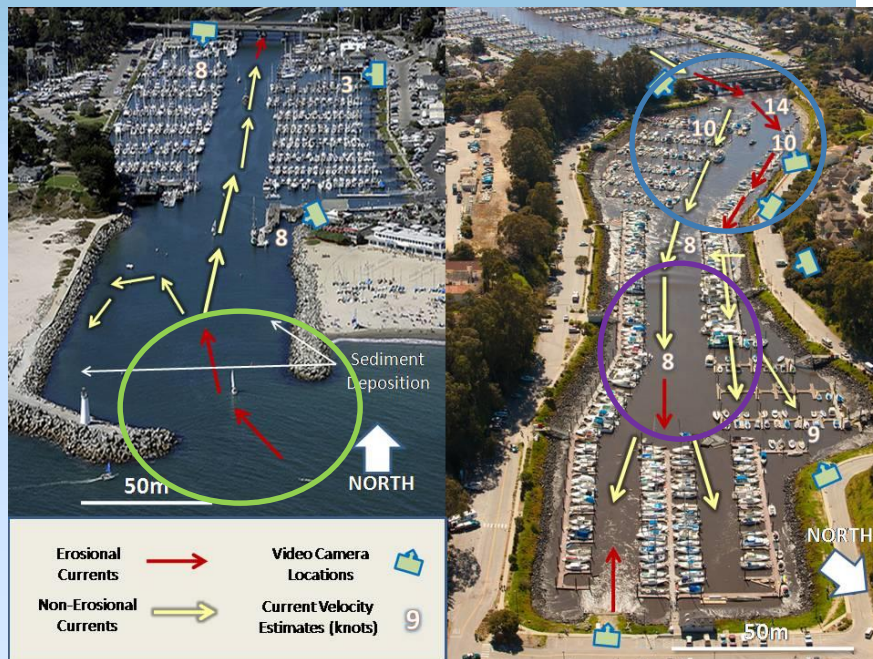 8
3
8
Sediment
Deposition
50m
NORTH
14
10
10
8
8
9
NORTH
50m
Erosional
Currents
Video Camera
Locations
Non-Erosional
Currents
Current Velocity
Estimates (knots)
9